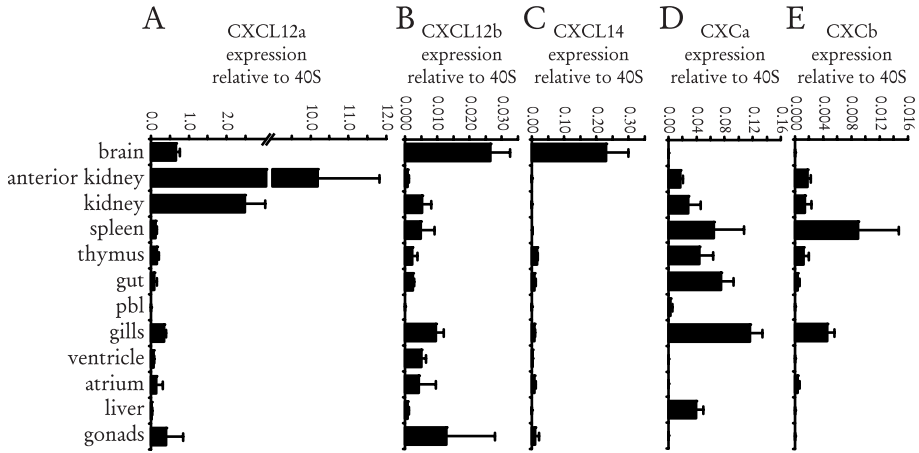 A
CXCL12a
expression
relative to 40S
B
CXCL12b
expression
relative to 40S
C
CXCL14
expression
relative to 40S
D
CXCa
expression
relative to 40S
E
CXCb
expression
relative to 40S
0.0 1.0 2.0 10.0 11.0 12.0
0.000 0.010 0.020 0.030
0.00 0.10 0.20 0.30
0.00 0.04 0.08 0.12 0.16
0.000 0.004 0.008 0.012 0.016
brain
anterior kidney
kidney
spleen
thymus
gut
pbl
gills
ventricle
atrium
liver
gonads